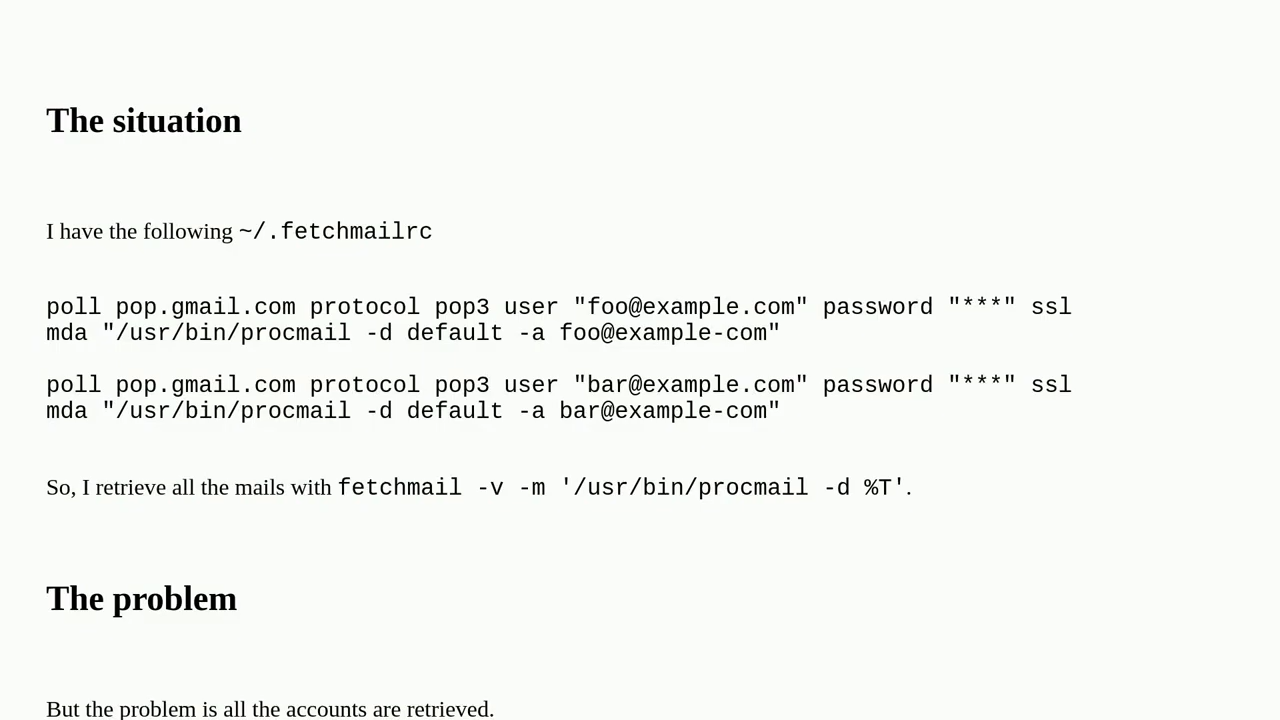 The situation
I have the following ~/.fetchmailrc
poll pop.gmail.com protocol pop3 user "foo@example.com" password "***" ssl
mda "/usr/bin/procmail -d default -a foo@example-com"
poll pop.gmail.com protocol pop3 user "bar@example.com" password "***" ssl
mda "/usr/bin/procmail -d default -a bar@example-com"
So, I retrieve all the mails with fetchmail -v -m '/usr/bin/procmail -d %T'.
The problem
But the problem is all the accounts are retrieved.